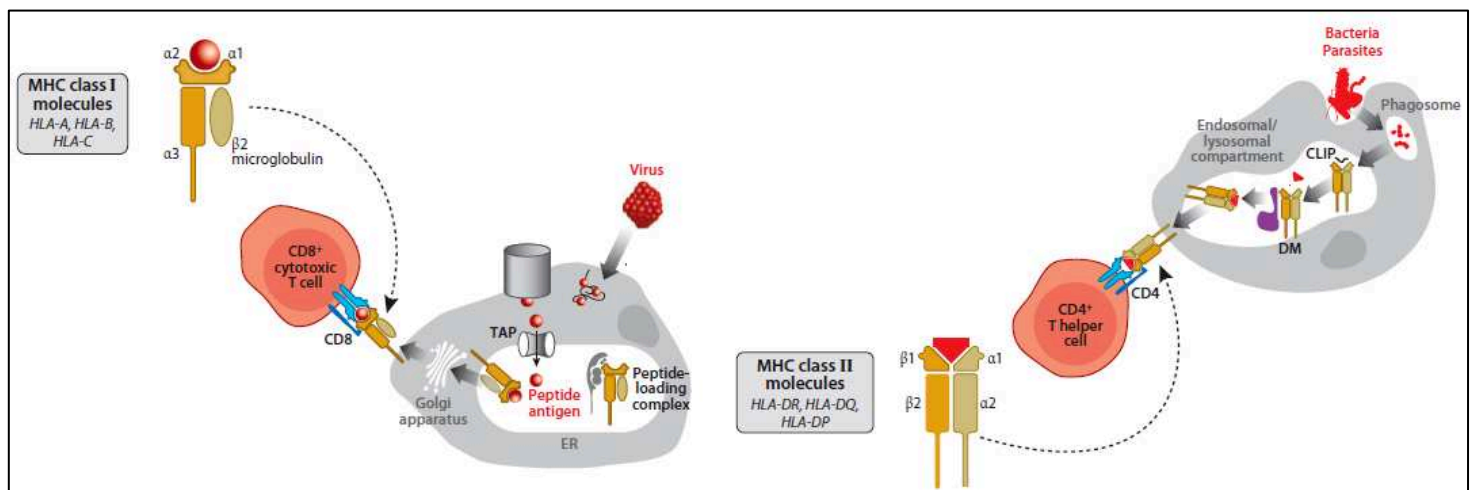 α2
α1
MHC class I
molecules
HLA-A, HLA-B,
HLA-C
α3
β2
microglobulin
Virus
CD8+
cytotoxic
T cell
CD8
TAP
Golgi
apparatus
Peptide
antigen
Peptide-
loading
complex
ER
Bacteria
Parasites
Phagosome
Endosomal/
lysosomal
compartment
CLIP
DM
CD4
CD4+
T helper
cell
MHC class II
molecules
HLA-DR, HLA-DQ,
HLA-DP
β1
α1
β2
α2